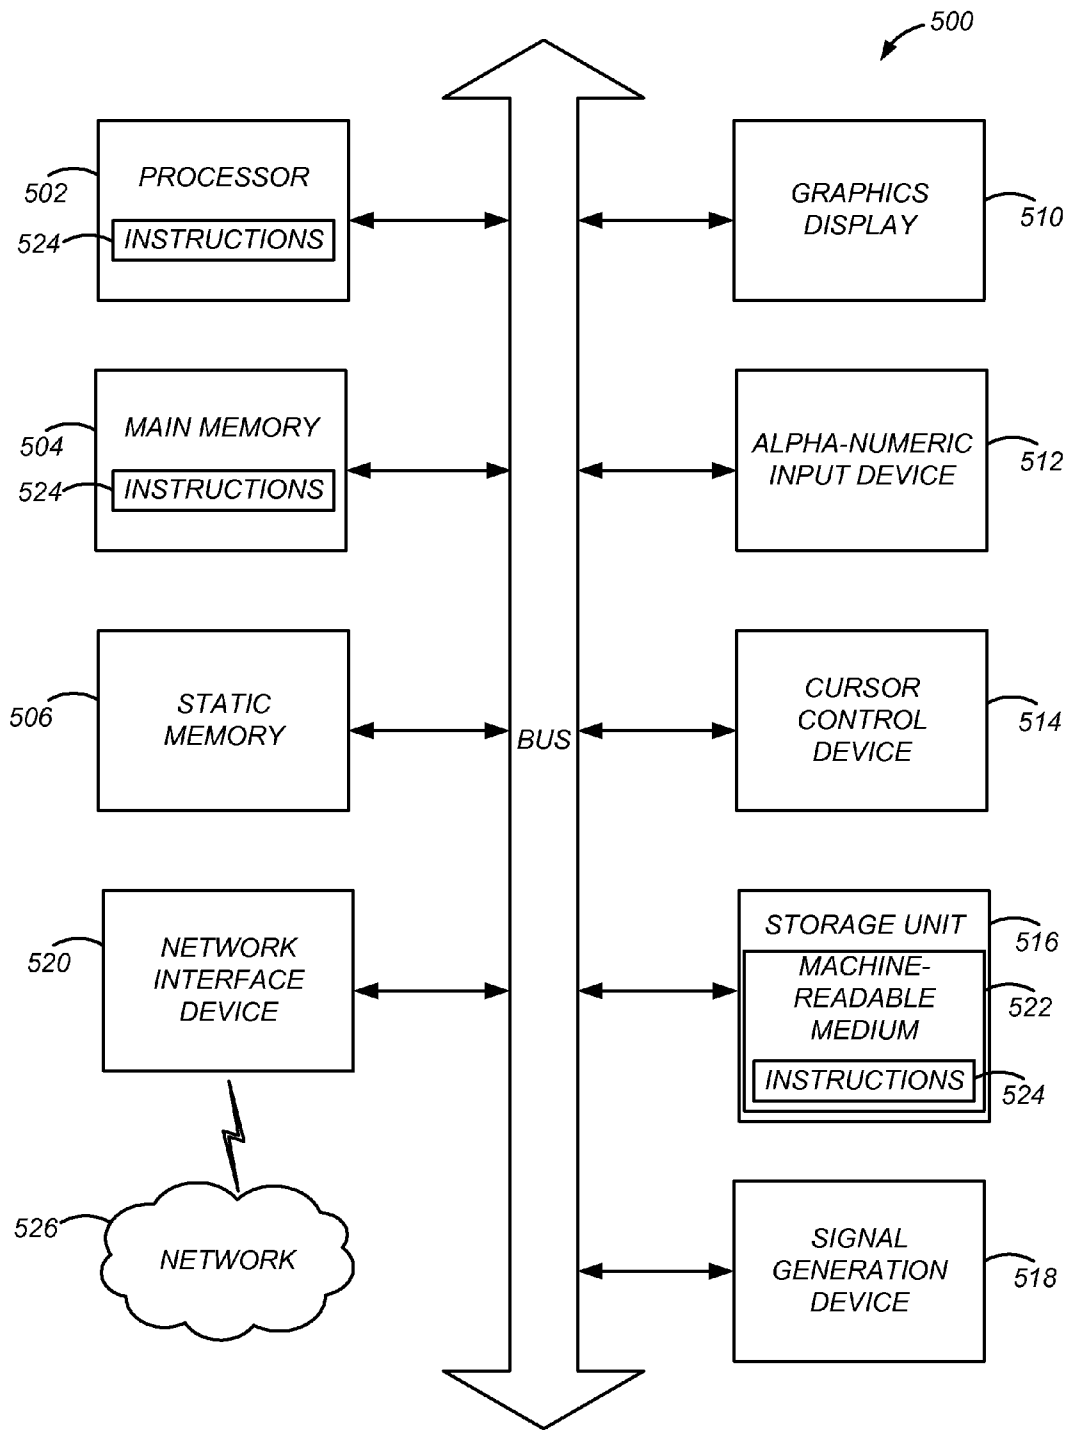 500
PROCESSOR
502
524
INSTRUCTIONS
GRAPHICS
DISPLAY
510
MAIN MEMORY
504
524
INSTRUCTIONS
ALPHA-NUMERIC
INPUT DEVICE
512
STATIC
MEMORY
506
BUS
CURSOR
CONTROL
DEVICE
514
NETWORK
INTERFACE
DEVICE
520
STORAGE UNIT
516
MACHINE-
READABLE
MEDIUM
522
INSTRUCTIONS
524
526
NETWORK
SIGNAL
GENERATION
DEVICE
518